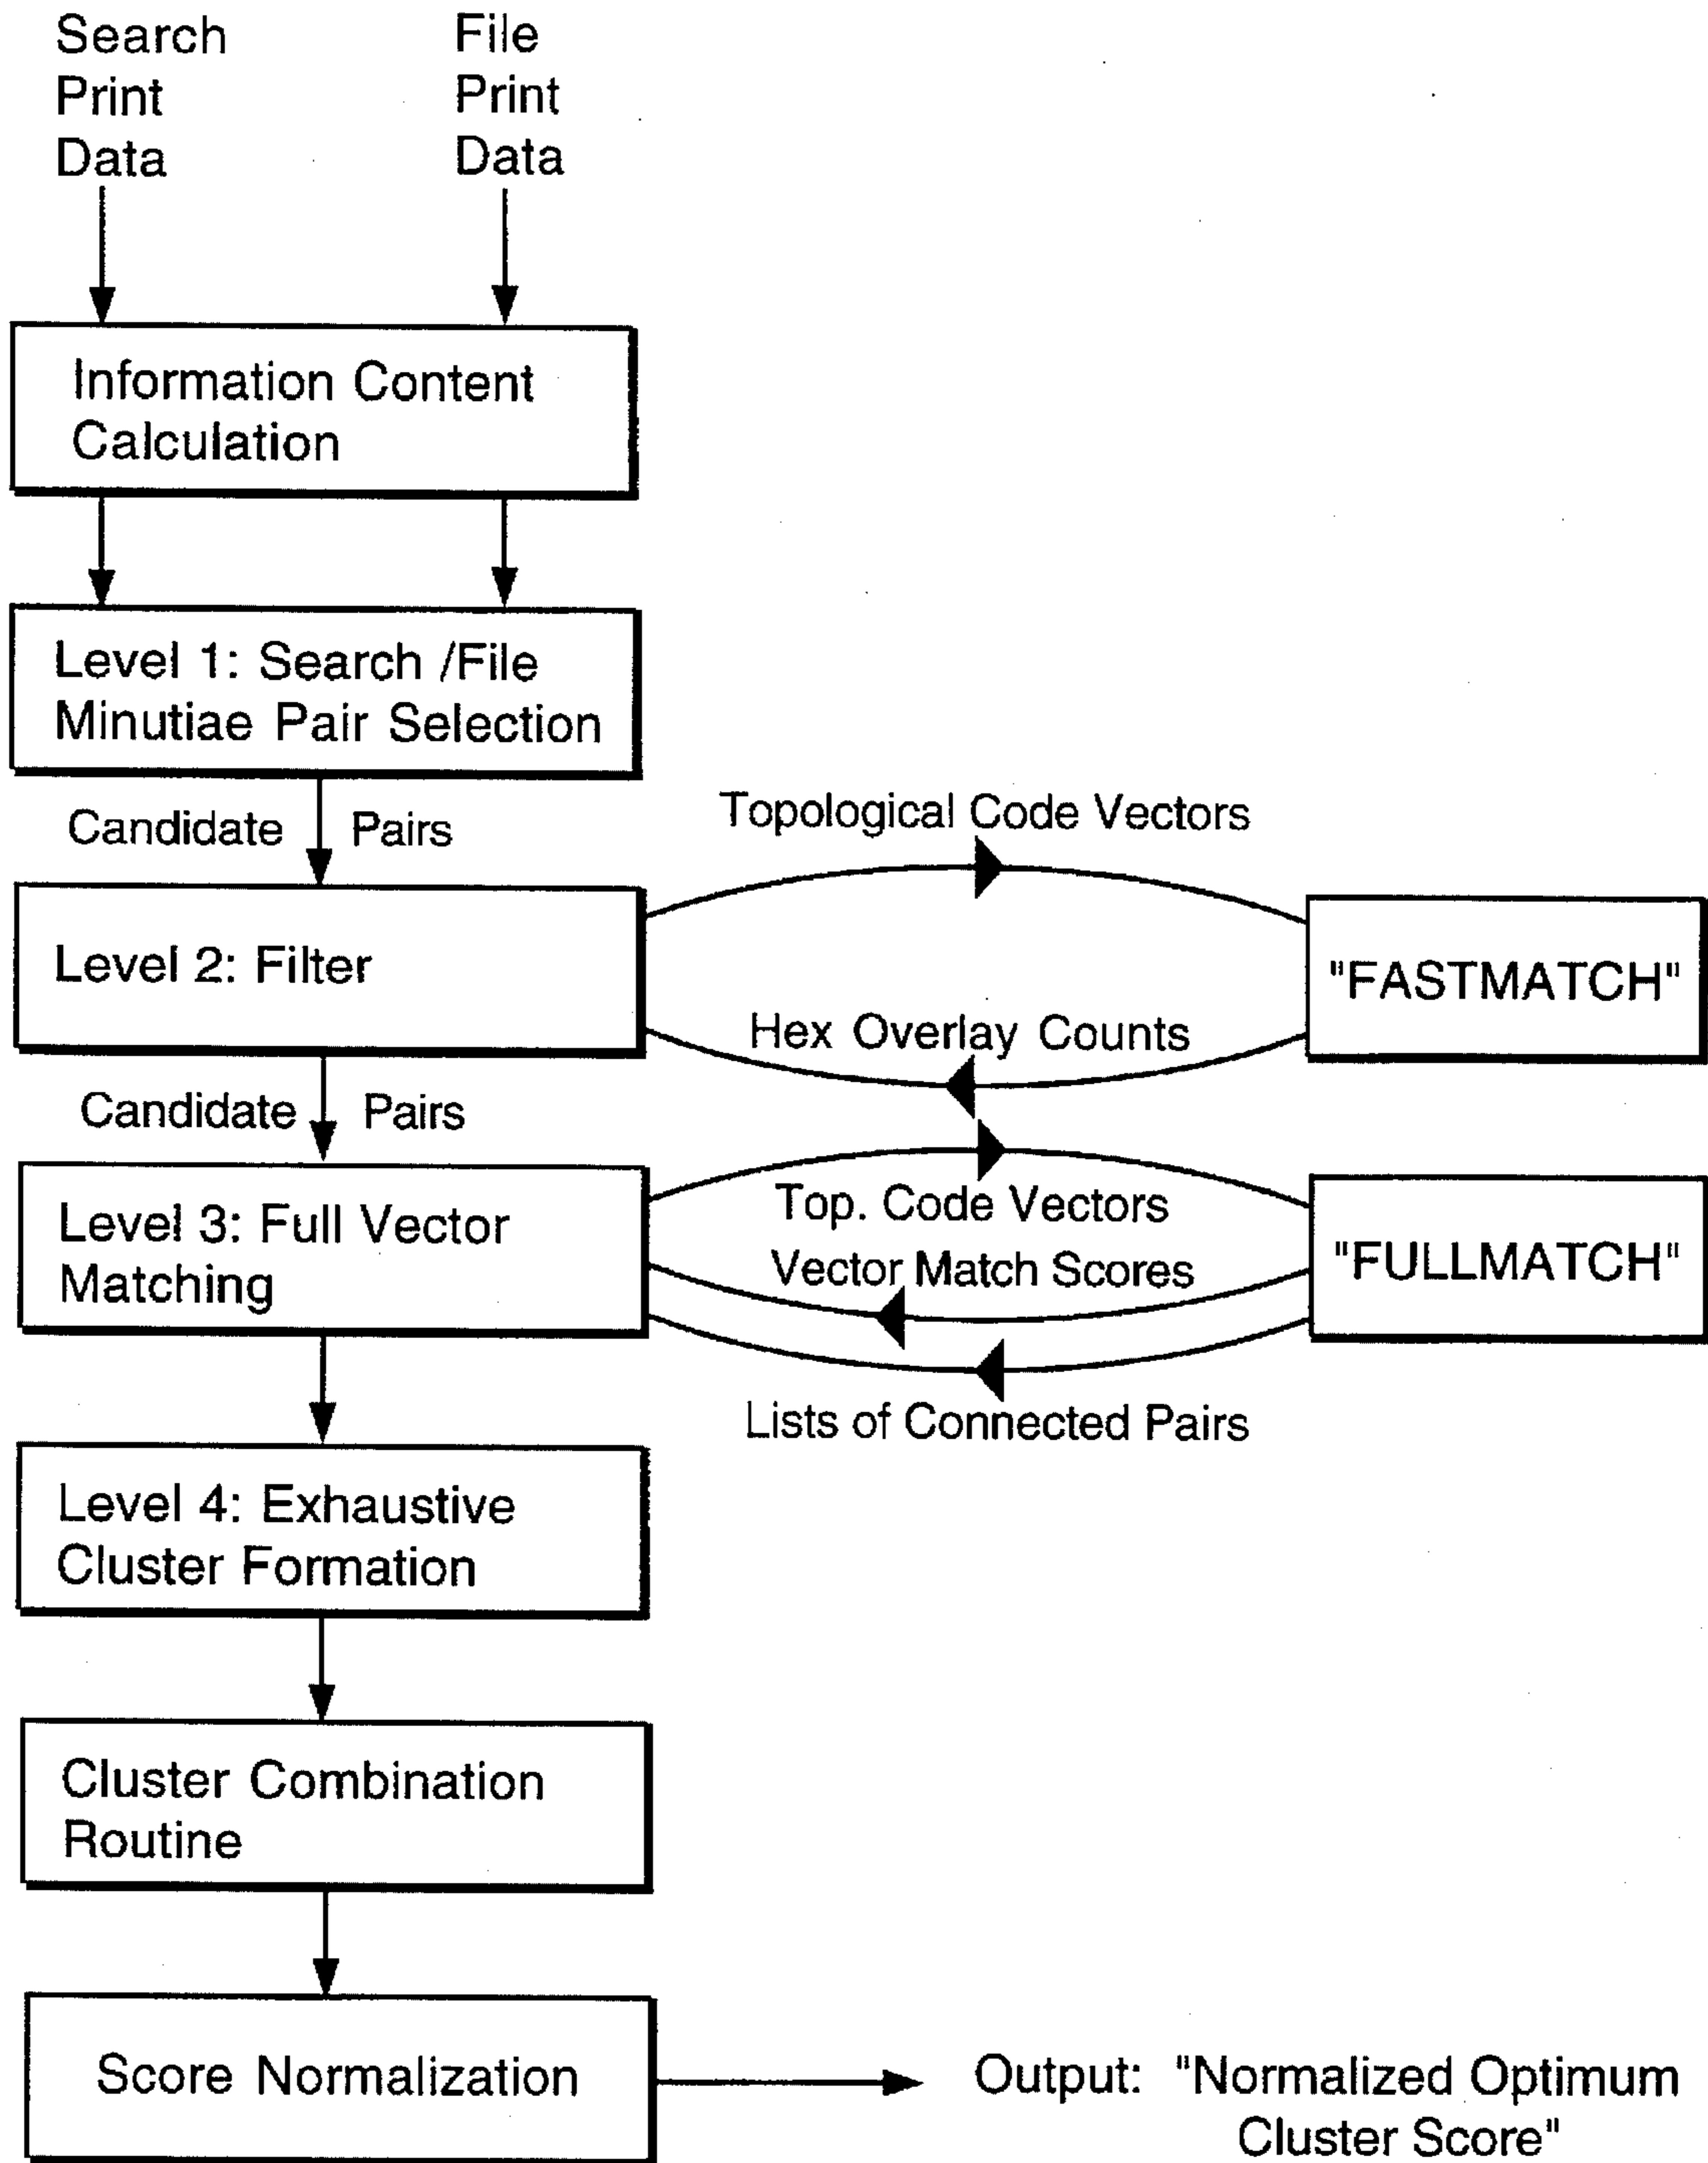 Search
Print
Data
File
Print
Data
Information Content
Calculation
Level 1: Search /File
Minutiae Pair Selection
Candidate Pairs
Topological Code Vectors
Level 2: Filter
"FASTMATCH"
Hex Overlay Counts
Candidate Pairs
Level 3: Full Vector
Matching
Top. Code Vectors
Vector Match Scores
"FULLMATCH"
Lists of Connected Pairs
Level 4: Exhaustive
Cluster Formation
Cluster Combination
Routine
Score Normalization
Output: "Normalized Optimum
Cluster Score"